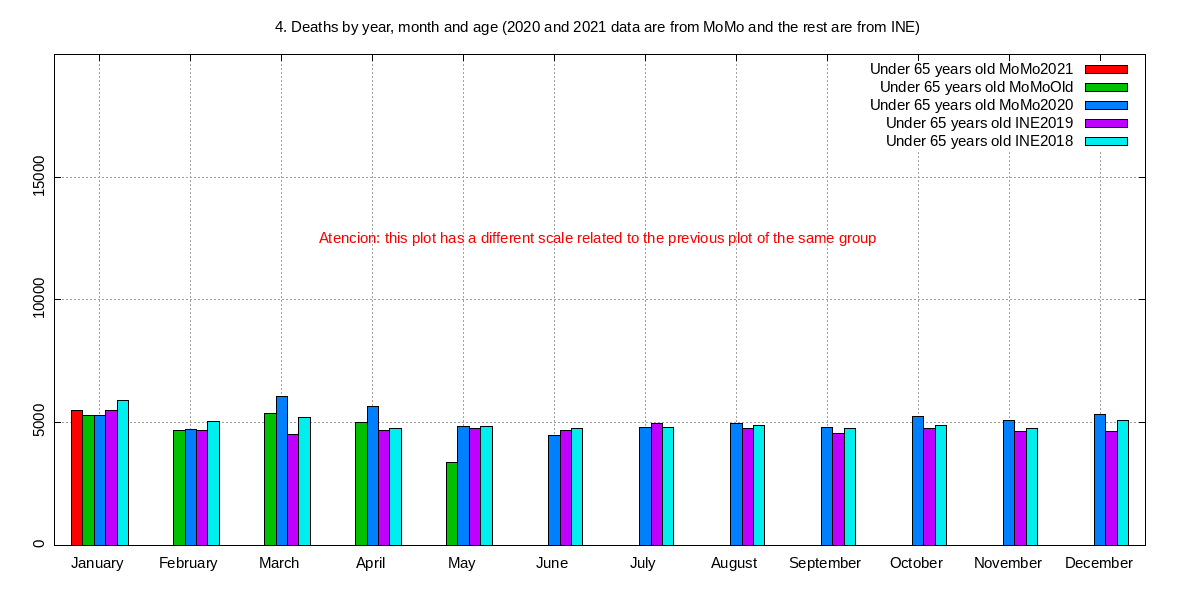 4. Deaths by year, month and age (2020 and 2021 data are from MoMo and the rest are from INE)
Under 65 years old MoMo2021
Under 65 years old MoMoOld
Under 65 years old MoMo2020
Under 65 years old INE2019
Under 65 years old INE2018
15000
Atencion: this plot has a different scale related to the previous plot of the same group
10000
5000
0
January February March April May June July August September October November December